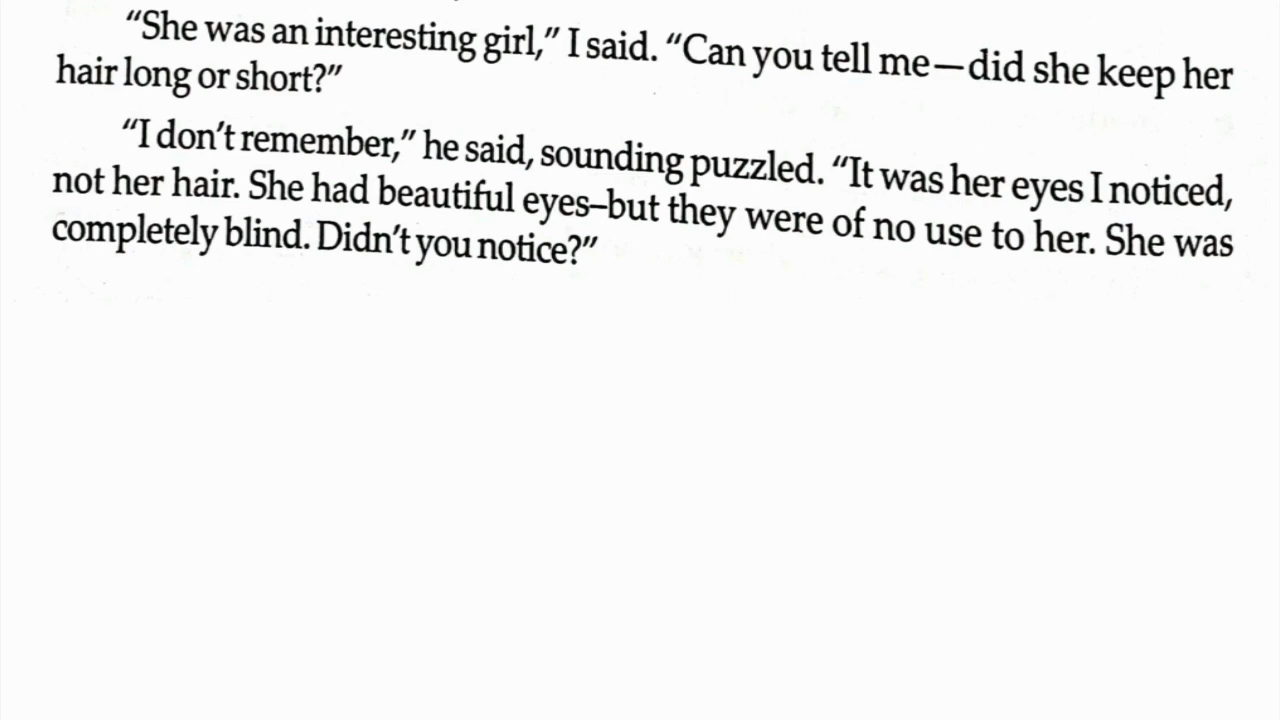 “She was an interesting girl,” I said. “Can you tell me—did she keep her
hair long or short?”
“I don’t remember,” he said, sounding puzzled. “It was her eyes I noticed,
not her hair. She had beautiful eyes–but they were of no use to her. She was
completely blind. Didn’t you notice?”